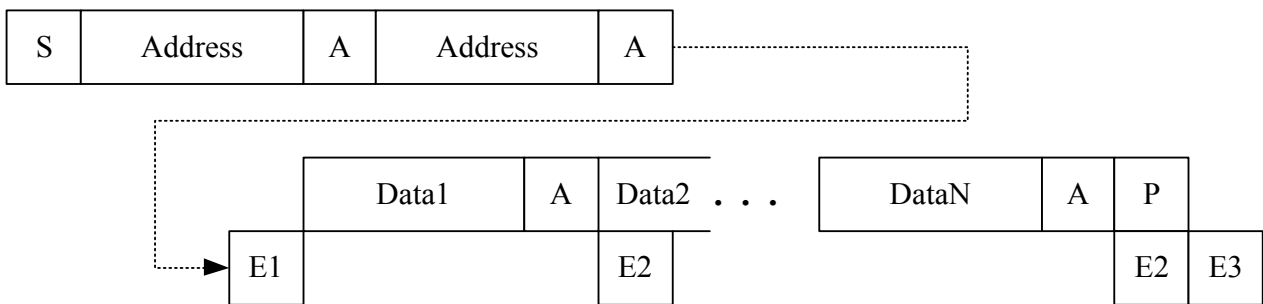 S Address A Address A
Data1 A Data2 . . . DataN A P
E1 E2 E2 E3